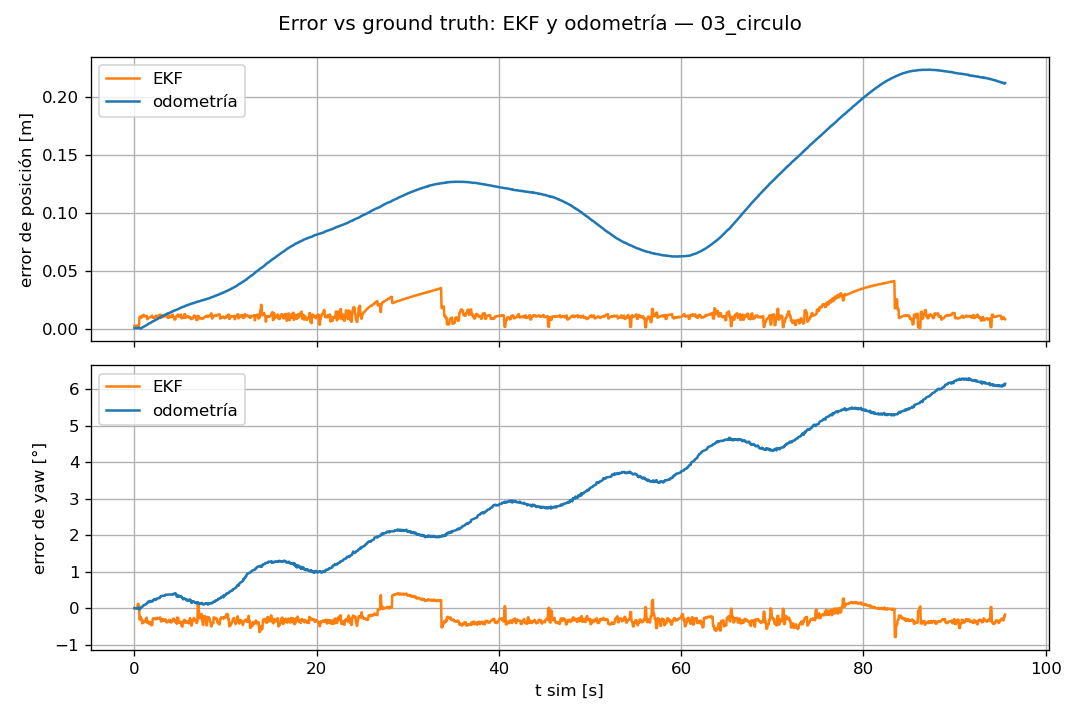 Error vs ground truth: EKF y odometría — 03_circulo
EKF
odometría
error de posición [m]
0.20
0.15
0.10
0.05
0.00
EKF
odometría
error de yaw [°]
6
5
4
3
2
1
0
−1
0 20 40 60 80 100
t sim [s]